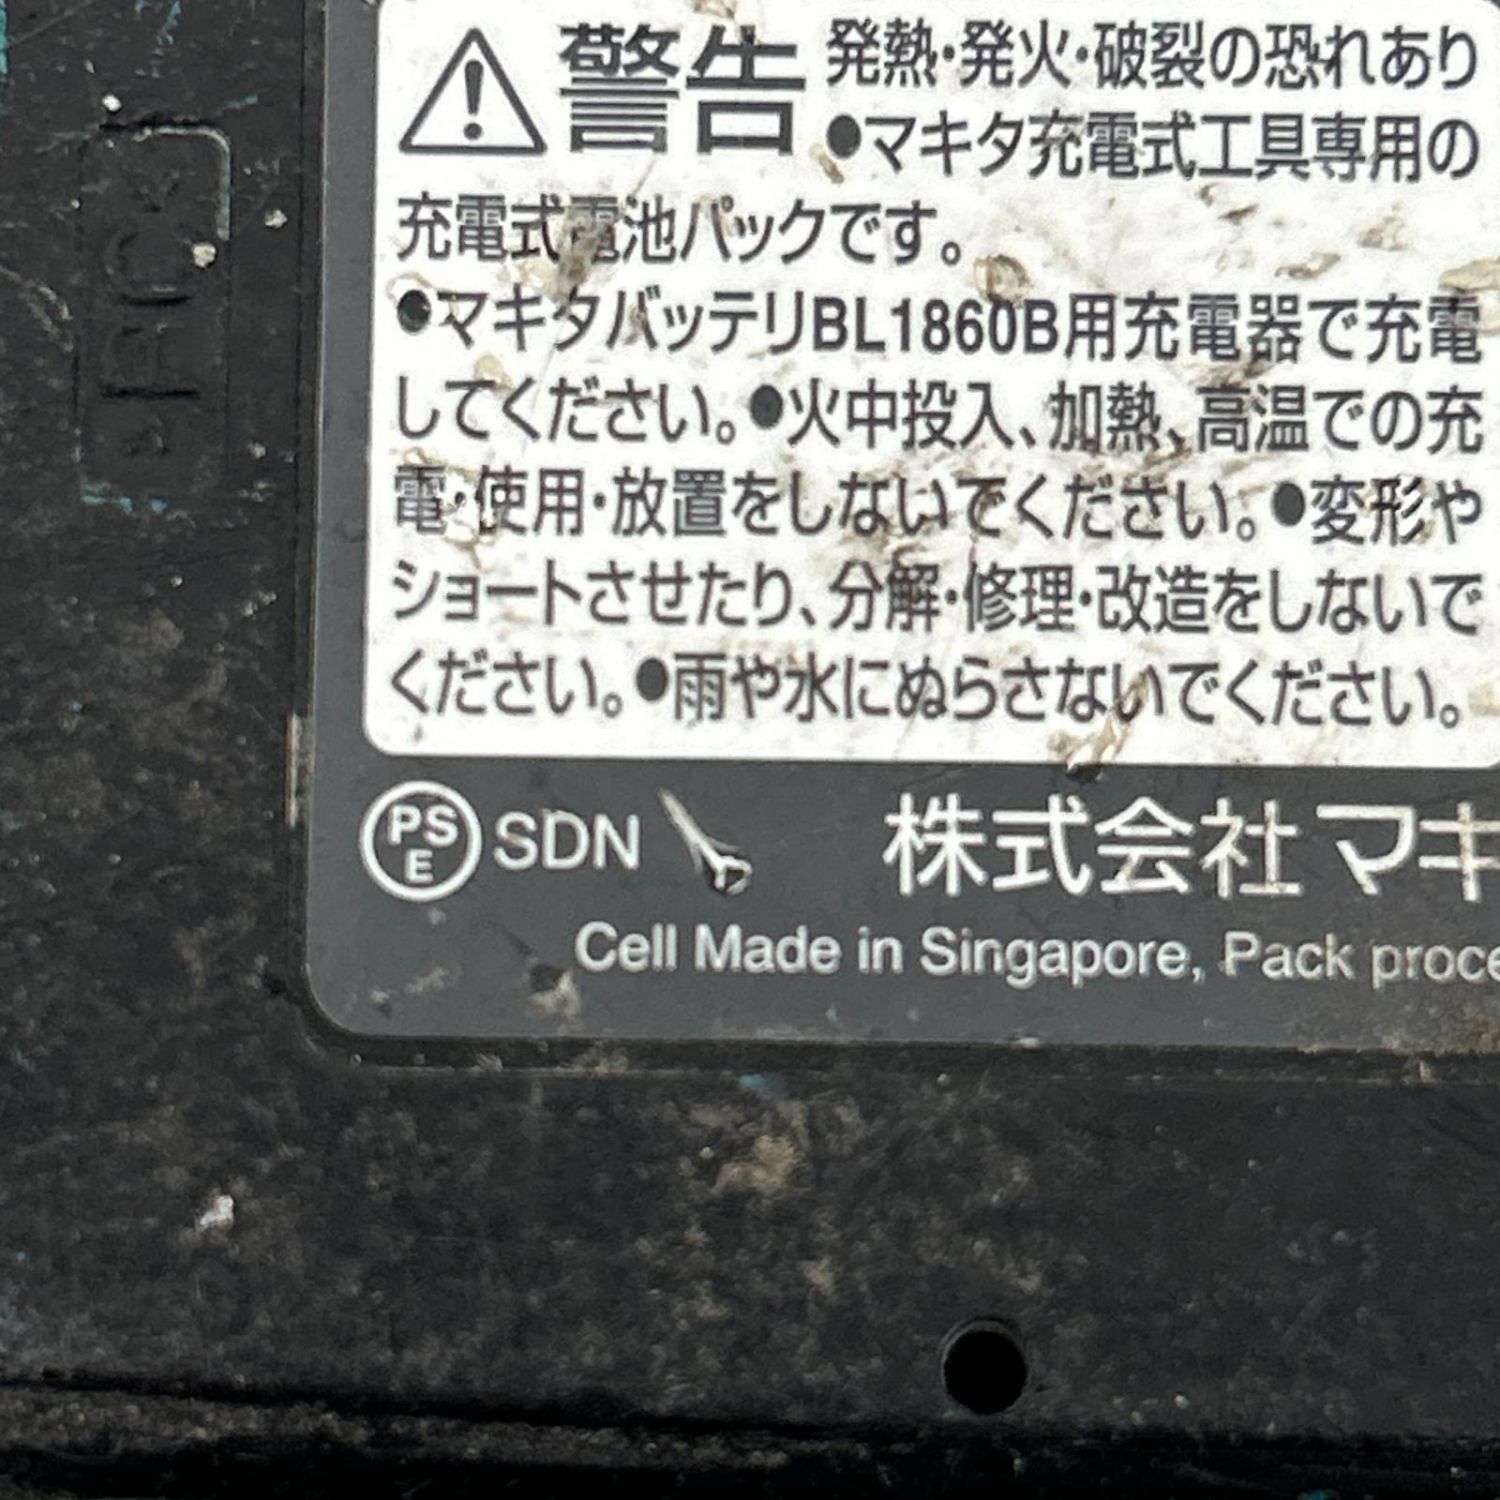 警告 発熱・発火・破裂の恐れあり
●マキタ充電式工具専用の
充電式電池パックです。
●マキタバッテリBL1860B用充電器で充電
してください。●火中投入、加熱、高温での充
電・使用・放置をしないでください。●変形や
ショートさせたり、分解・修理・改造をしないで
ください。●雨や水にぬらさないでください。
PS E SDN 株式会社マキ
Cell Made in Singapore, Pack proce